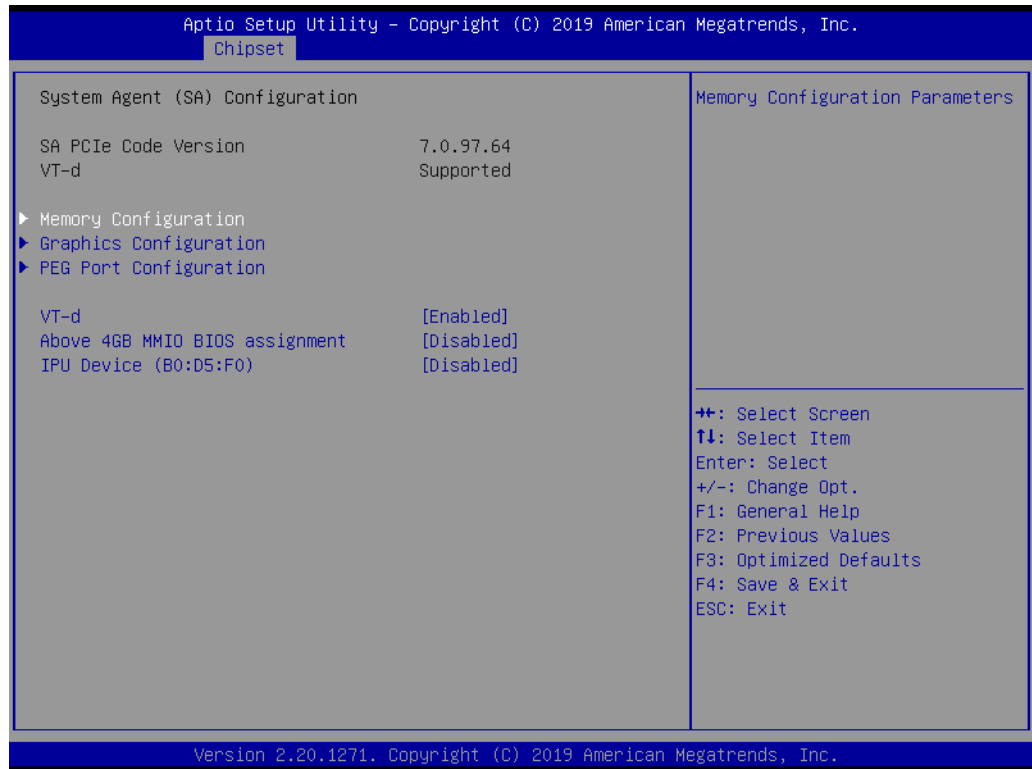 Aptio Setup Utility – Copyright (C) 2019 American Megatrends, Inc.
Chipset
System Agent (SA) Configuration
SA PCIe Code Version 7.0.97.64
VT-d Supported
▶ Memory Configuration
▶ Graphics Configuration
▶ PEG Port Configuration
VT-d [Enabled]
Above 4GB MMIO BIOS assignment [Disabled]
IPU Device (B0:D5:F0) [Disabled]
Memory Configuration Parameters
→←: Select Screen
↑↓: Select Item
Enter: Select
+/-: Change Opt.
F1: General Help
F2: Previous Values
F3: Optimized Defaults
F4: Save & Exit
ESC: Exit
Version 2.20.1271. Copyright (C) 2019 American Megatrends, Inc.